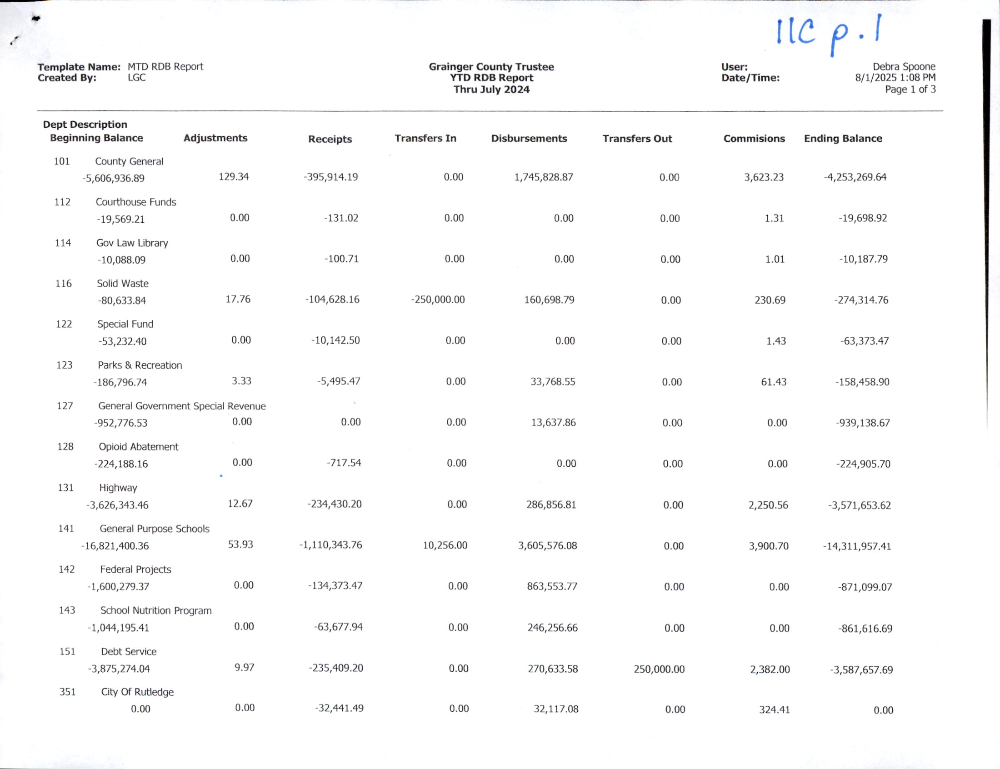 11C p.1
Template Name: MTD RDB Report Grainger County Trustee User: Debra Spoone
Created By: LGC YTD RDB Report Date/Time: 8/1/2025 1:08 PM
Thru July 2024 Page 1 of 3
Dept Description
Beginning Balance Adjustments Receipts Transfers In Disbursements Transfers Out Commisions Ending Balance
101 County General
-5,606,936.89 129.34 -395,914.19 0.00 1,745,828.87 0.00 3,623.23 -4,253,269.64
112 Courthouse Funds
-19,569.21 0.00 -131.02 0.00 0.00 0.00 1.31 -19,698.92
114 Gov Law Library
-10,088.09 0.00 -100.71 0.00 0.00 0.00 1.01 -10,187.79
116 Solid Waste
-80,633.84 17.76 -104,628.16 -250,000.00 160,698.79 0.00 230.69 -274,314.76
122 Special Fund
-53,232.40 0.00 -10,142.50 0.00 0.00 0.00 1.43 -63,373.47
123 Parks & Recreation
-186,796.74 3.33 -5,495.47 0.00 33,768.55 0.00 61.43 -158,458.90
127 General Government Special Revenue
-952,776.53 0.00 0.00 0.00 13,637.86 0.00 0.00 -939,138.67
128 Opioid Abatement
-224,188.16 0.00 -717.54 0.00 0.00 0.00 0.00 -224,905.70
131 Highway
-3,626,343.46 12.67 -234,430.20 0.00 286,856.81 0.00 2,250.56 -3,571,653.62
141 General Purpose Schools
-16,821,400.36 53.93 -1,110,343.76 10,256.00 3,605,576.08 0.00 3,900.70 -14,311,957.41
142 Federal Projects
-1,600,279.37 0.00 -134,373.47 0.00 863,553.77 0.00 0.00 -871,099.07
143 School Nutrition Program
-1,044,195.41 0.00 -63,677.94 0.00 246,256.66 0.00 0.00 -861,616.69
151 Debt Service
-3,875,274.04 9.97 -235,409.20 0.00 270,633.58 250,000.00 2,382.00 -3,587,657.69
351 City Of Rutledge
0.00 0.00 -32,441.49 0.00 32,117.08 0.00 324.41 0.00